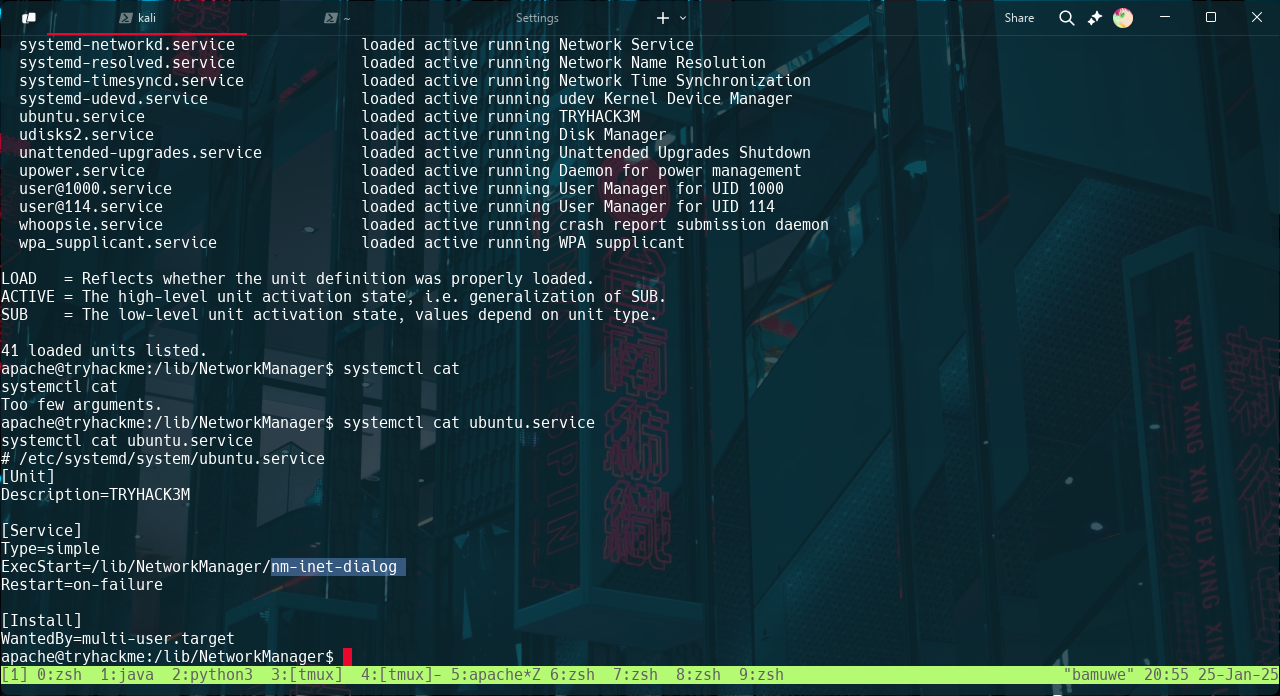 kali
~
Settings
Share
systemd-networkd.service loaded active running Network Service
systemd-resolved.service loaded active running Network Name Resolution
systemd-timesyncd.service loaded active running Network Time Synchronization
systemd-udevd.service loaded active running udev Kernel Device Manager
ubuntu.service loaded active running TRYHACK3M
udisks2.service loaded active running Disk Manager
unattended-upgrades.service loaded active running Unattended Upgrades Shutdown
upower.service loaded active running Daemon for power management
user@1000.service loaded active running User Manager for UID 1000
user@114.service loaded active running User Manager for UID 114
whoopsie.service loaded active running crash report submission daemon
wpa_supplicant.service loaded active running WPA supplicant
LOAD = Reflects whether the unit definition was properly loaded.
ACTIVE = The high-level unit activation state, i.e. generalization of SUB.
SUB = The low-level unit activation state, values depend on unit type.
41 loaded units listed.
apache@tryhackme:/lib/NetworkManager$ systemctl cat
systemctl cat
Too few arguments.
apache@tryhackme:/lib/NetworkManager$ systemctl cat ubuntu.service
systemctl cat ubuntu.service
# /etc/systemd/system/ubuntu.service
[Unit]
Description=TRYHACK3M
[Service]
Type=simple
ExecStart=/lib/NetworkManager/nm-inet-dialog
Restart=on-failure
[Install]
WantedBy=multi-user.target
apache@tryhackme:/lib/NetworkManager$
[1] 0:zsh 1:java 2:python3 3:[tmux] 4:[tmux]- 5:apache*Z 6:zsh 7:zsh 8:zsh 9:zsh "bamuwe" 20:55 25-Jan-25
XIN FU XING XIN FU XING